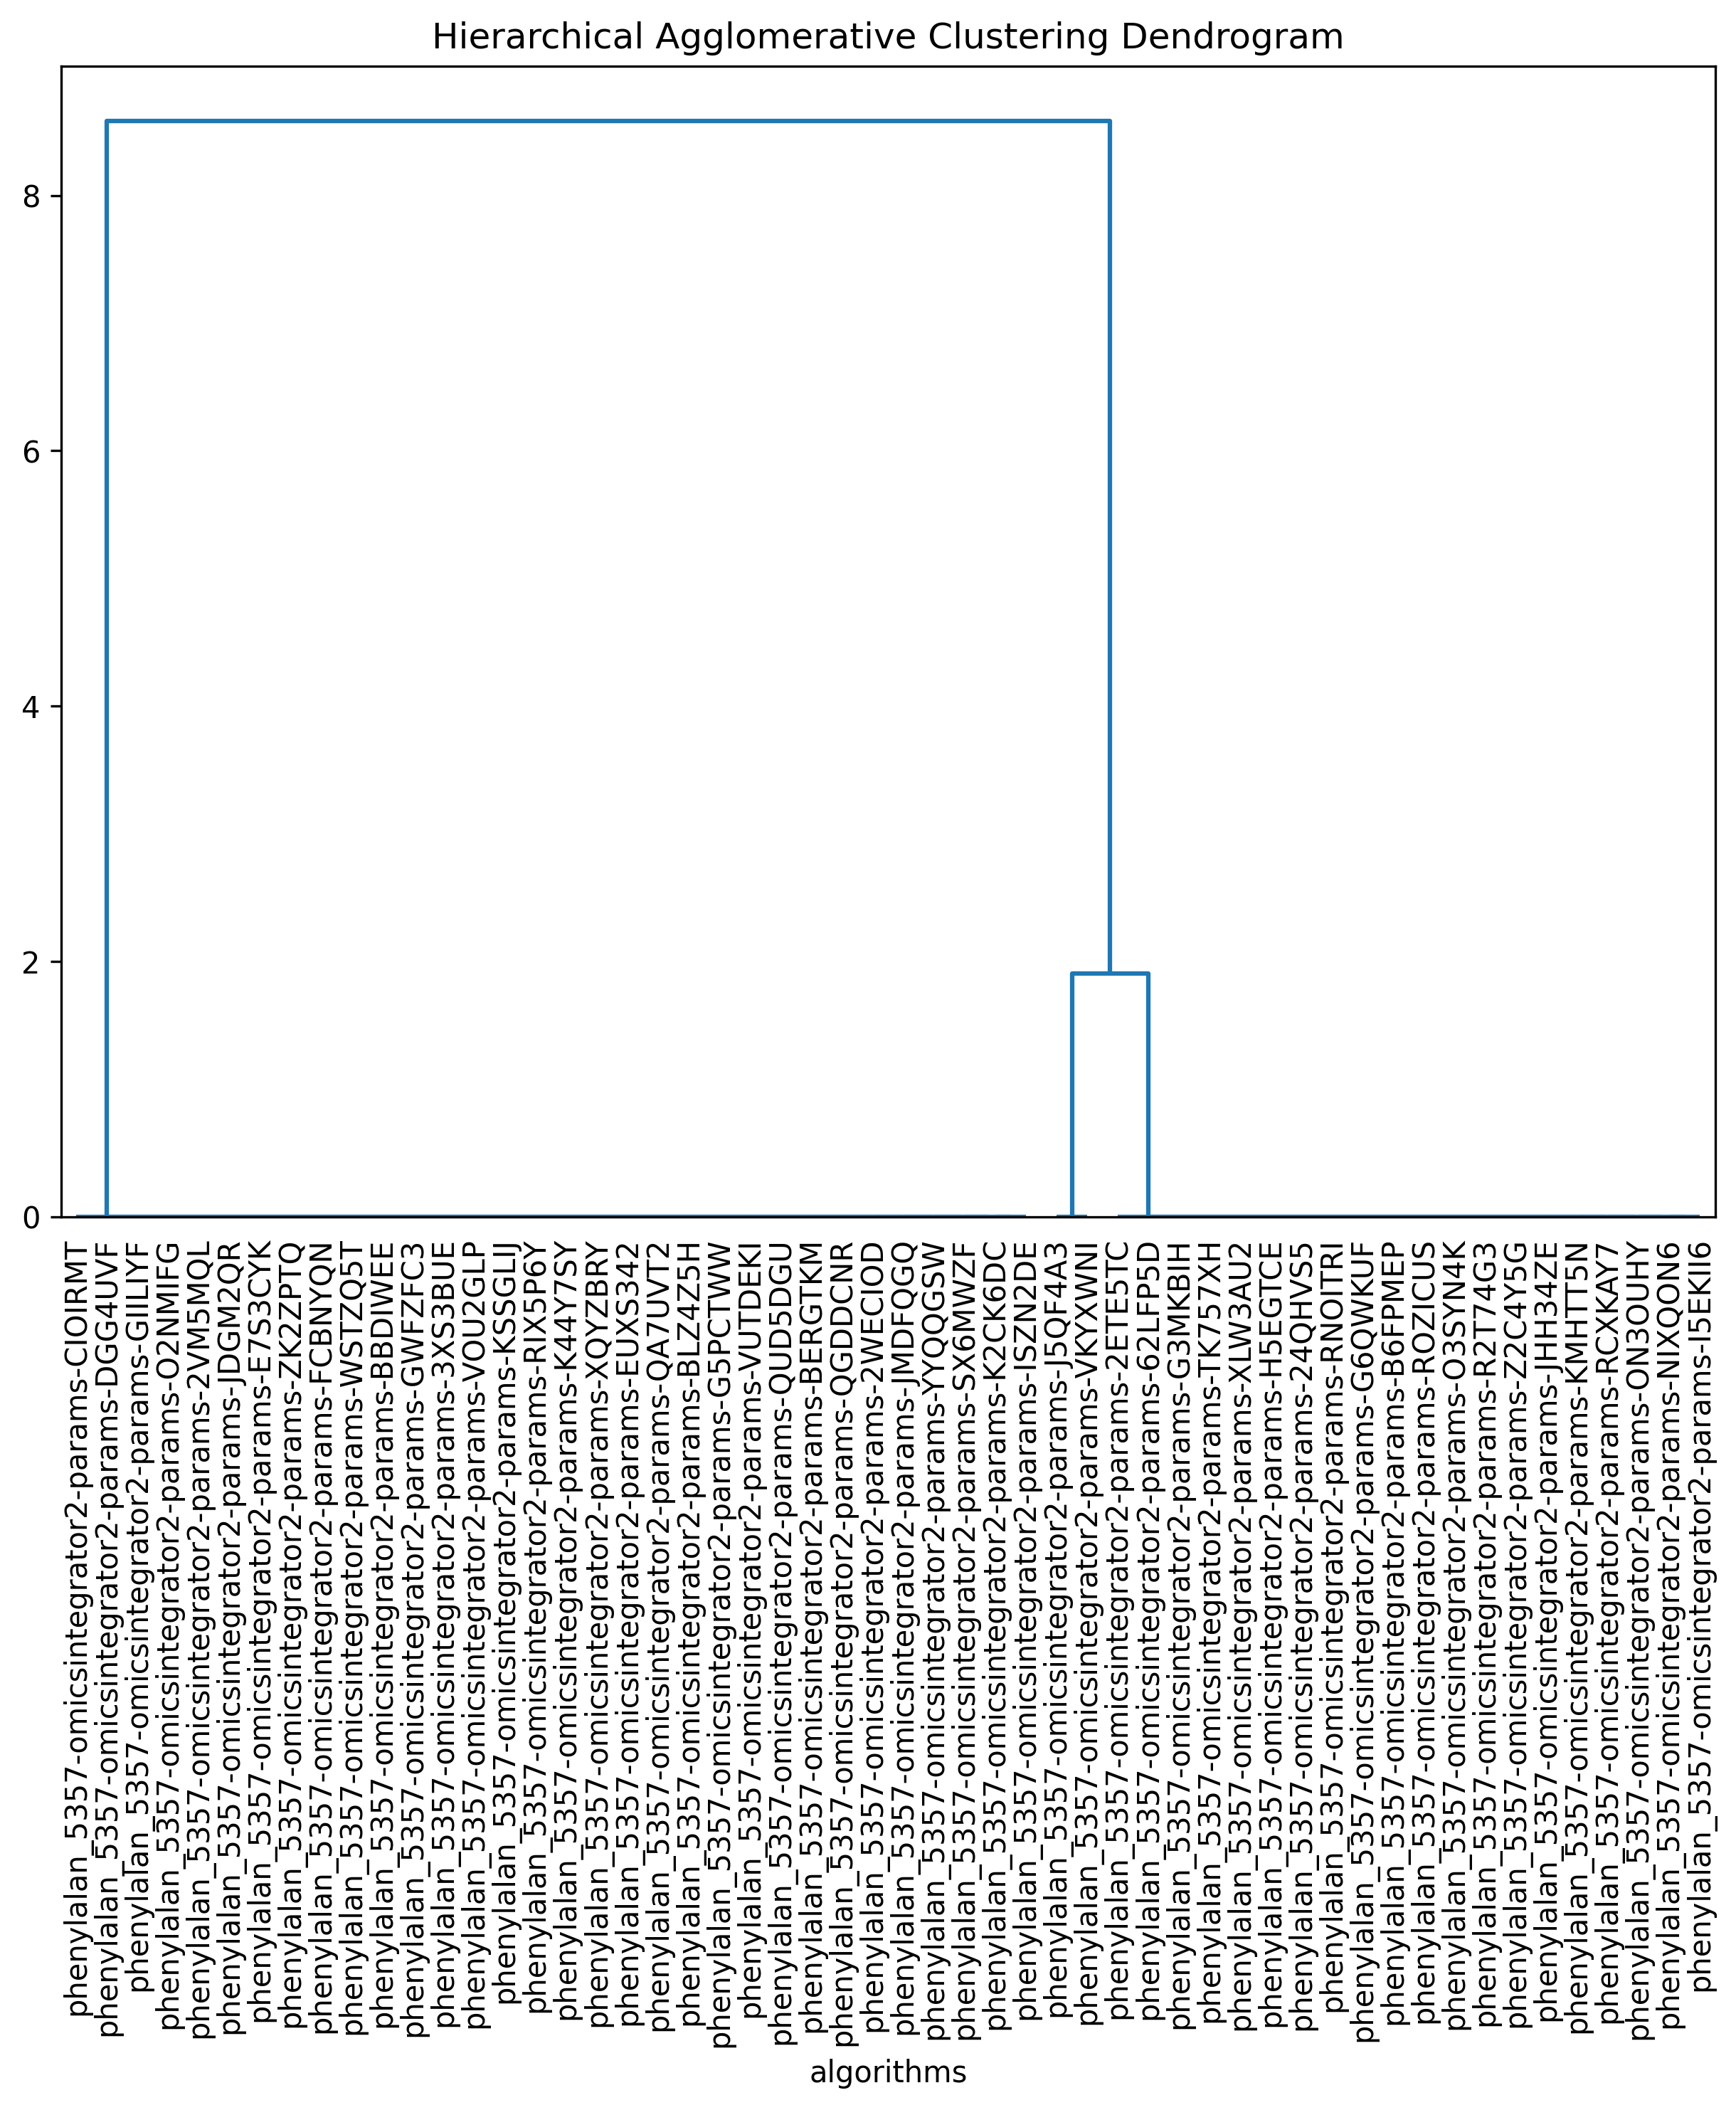 Hierarchical Agglomerative Clustering Dendrogram
8
6
4
2
0
phenylalan_5357-omicsintegrator2-params-CIOIRMT
phenylalan_5357-omicsintegrator2-params-DGG4UVF
phenylalan_5357-omicsintegrator2-params-GIILIYF
phenylalan_5357-omicsintegrator2-params-O2NMIFG
phenylalan_5357-omicsintegrator2-params-2VM5MQL
phenylalan_5357-omicsintegrator2-params-JDGM2QR
phenylalan_5357-omicsintegrator2-params-E7S3CYK
phenylalan_5357-omicsintegrator2-params-ZK2ZPTQ
phenylalan_5357-omicsintegrator2-params-FCBNYQN
phenylalan_5357-omicsintegrator2-params-WSTZQ5T
phenylalan_5357-omicsintegrator2-params-BBDIWEE
phenylalan_5357-omicsintegrator2-params-GWFZFC3
phenylalan_5357-omicsintegrator2-params-3XS3BUE
phenylalan_5357-omicsintegrator2-params-VOU2GLP
phenylalan_5357-omicsintegrator2-params-KSSGLIJ
phenylalan_5357-omicsintegrator2-params-RIX5P6Y
phenylalan_5357-omicsintegrator2-params-K44Y7SY
phenylalan_5357-omicsintegrator2-params-XQYZBRY
phenylalan_5357-omicsintegrator2-params-EUXS342
phenylalan_5357-omicsintegrator2-params-QA7UVT2
phenylalan_5357-omicsintegrator2-params-BLZ4Z5H
phenylalan_5357-omicsintegrator2-params-G5PCTWW
phenylalan_5357-omicsintegrator2-params-VUTDEKI
phenylalan_5357-omicsintegrator2-params-QUD5DGU
phenylalan_5357-omicsintegrator2-params-BERGTKM
phenylalan_5357-omicsintegrator2-params-QGDDCNR
phenylalan_5357-omicsintegrator2-params-2WECIOD
phenylalan_5357-omicsintegrator2-params-JMDFQGQ
phenylalan_5357-omicsintegrator2-params-YYQQGSW
phenylalan_5357-omicsintegrator2-params-SX6MWZF
phenylalan_5357-omicsintegrator2-params-K2CK6DC
phenylalan_5357-omicsintegrator2-params-ISZN2DE
phenylalan_5357-omicsintegrator2-params-J5QF4A3
phenylalan_5357-omicsintegrator2-params-VKYXWNI
phenylalan_5357-omicsintegrator2-params-2ETE5TC
phenylalan_5357-omicsintegrator2-params-62LFP5D
phenylalan_5357-omicsintegrator2-params-G3MKBIH
phenylalan_5357-omicsintegrator2-params-TK757XH
phenylalan_5357-omicsintegrator2-params-XLW3AU2
phenylalan_5357-omicsintegrator2-params-H5EGTCE
phenylalan_5357-omicsintegrator2-params-24QHVS5
phenylalan_5357-omicsintegrator2-params-RNOITRI
phenylalan_5357-omicsintegrator2-params-G6QWKUF
phenylalan_5357-omicsintegrator2-params-B6FPMEP
phenylalan_5357-omicsintegrator2-params-ROZICUS
phenylalan_5357-omicsintegrator2-params-O3SYN4K
phenylalan_5357-omicsintegrator2-params-R2T74G3
phenylalan_5357-omicsintegrator2-params-Z2C4Y5G
phenylalan_5357-omicsintegrator2-params-JHH34ZE
phenylalan_5357-omicsintegrator2-params-KMHTT5N
phenylalan_5357-omicsintegrator2-params-RCXKAY7
phenylalan_5357-omicsintegrator2-params-ON3OUHY
phenylalan_5357-omicsintegrator2-params-NIXQON6
phenylalan_5357-omicsintegrator2-params-I5EKII6
algorithms